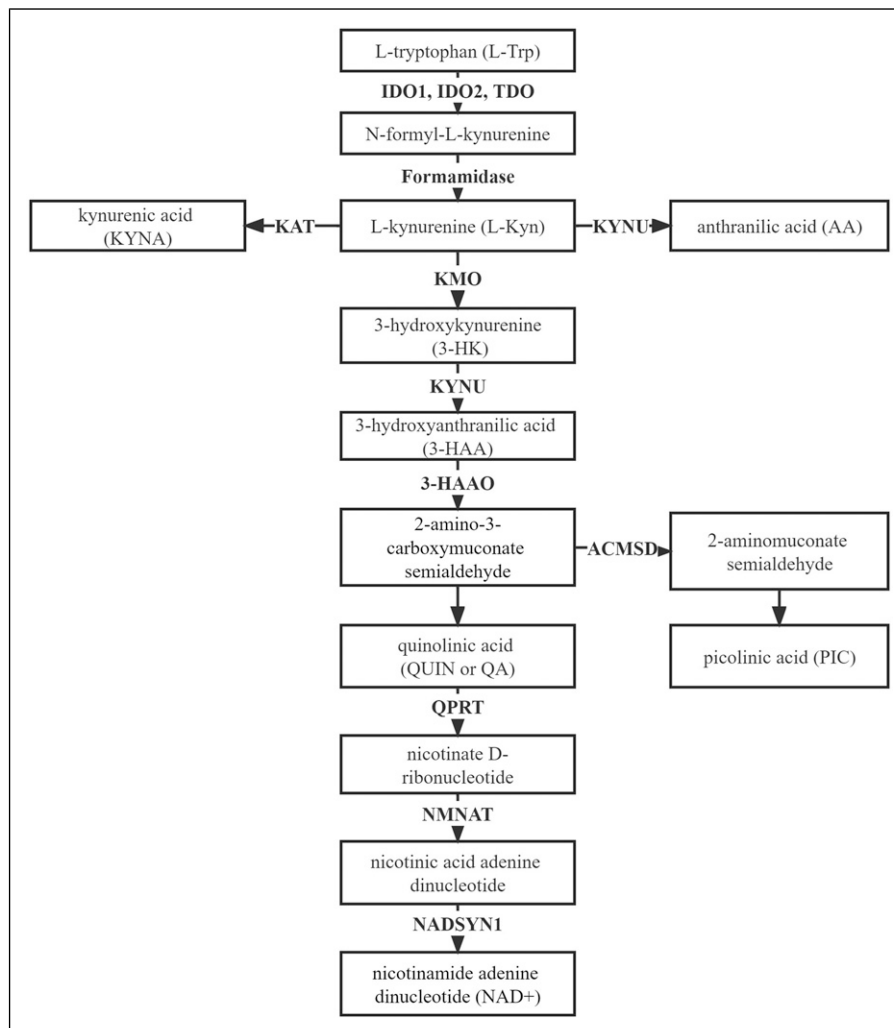 L-tryptophan (L-Trp)
IDO1, IDO2, TDO
N-formyl-L-kynurenine
Formamidase
kynurenic acid
(KYNA)
KAT
L-kynurenine (L-Kyn)
KYNU
anthranilic acid (AA)
KMO
3-hydroxykynurenine
(3-HK)
KYNU
3-hydroxyanthranilic acid
(3-HAA)
3-HAAO
2-amino-3-
carboxymuconate
semialdehyde
ACMSD
2-aminomuconate
semialdehyde
quinolinic acid
(QUIN or QA)
picolinic acid (PIC)
QPRT
nicotinate D-
ribonucleotide
NMNAT
nicotinic acid adenine
dinucleotide
NADSYN1
nicotinamide adenine
dinucleotide (NAD+)